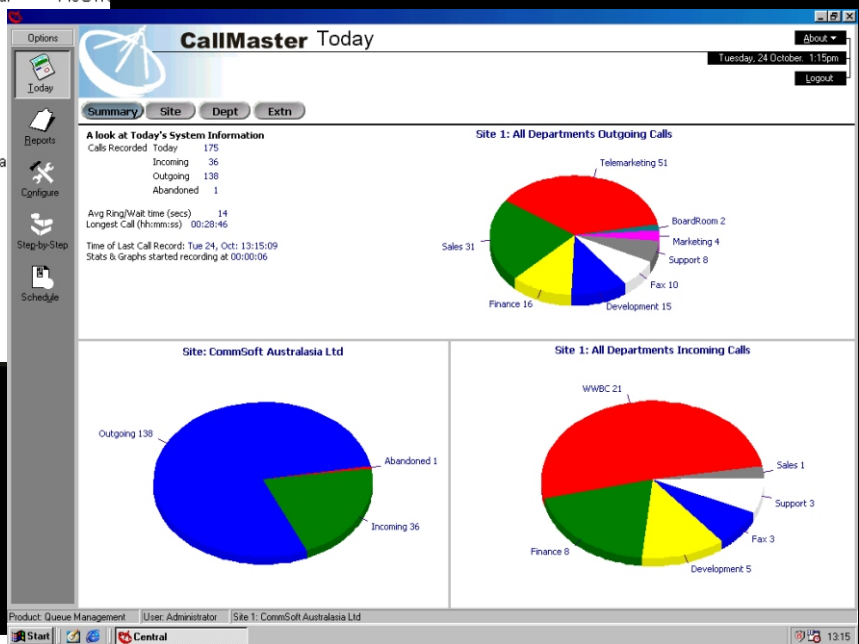 Options
CallMaster Today
About
Tuesday, 24 October. 1:15pm
Logout
Today
Reports
Configure
Step-by-Step
Schedule
Summary Site Dept Extn
A look at Today's System Information
Calls Recorded Today 175
Incoming 36
Outgoing 138
Abandoned 1
Avg Ring/Wait time (secs) 14
Longest Call (hh:mm:ss) 00:28:46
Time of Last Call Record: Tue 24, Oct: 13:15:09
Stats & Graphs started recording at 00:00:06
Site 1: All Departments Outgoing Calls
Telemarketing 51
BoardRoom 2
Marketing 4
Support 8
Fax 10
Development 15
Finance 16
Sales 31
Site: CommSoft Australasia Ltd
Outgoing 138
Abandoned 1
Incoming 36
Site 1: All Departments Incoming Calls
WWBC 21
Sales 1
Support 3
Fax 3
Development 5
Finance 8
Product: Queue Management User: Administrator Site 1: CommSoft Australasia Ltd
Start Central 13:15